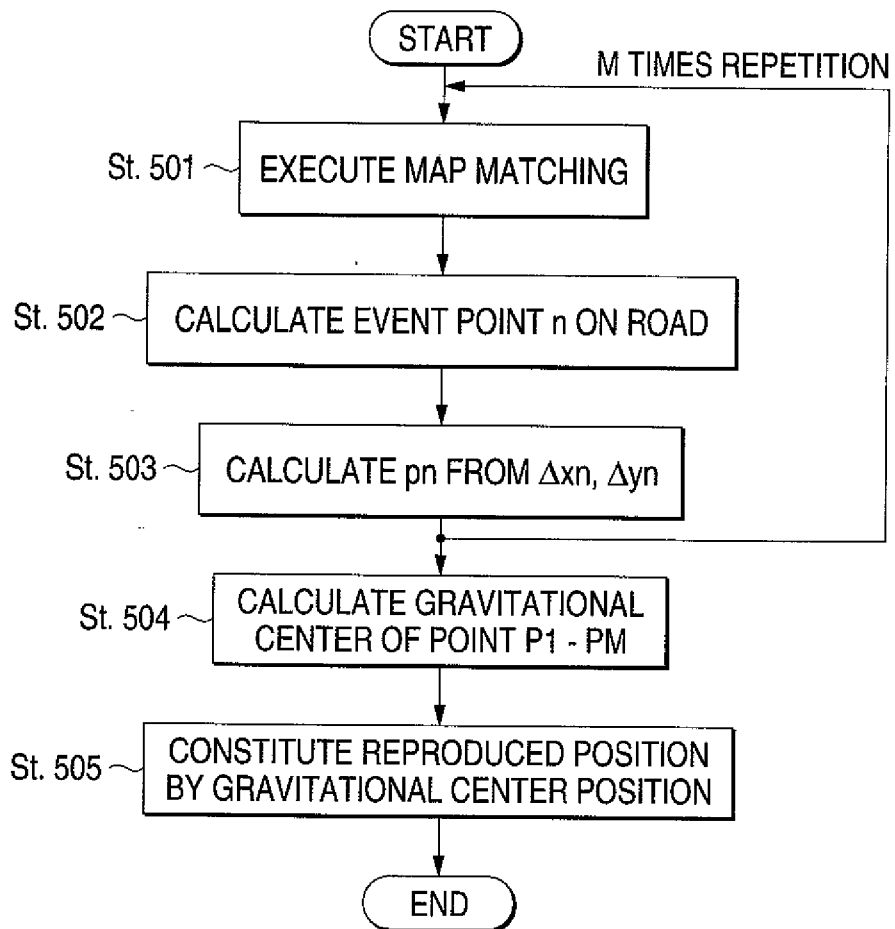 START
M TIMES REPETITION
St. 501
EXECUTE MAP MATCHING
St. 502
CALCULATE EVENT POINT n ON ROAD
St. 503
CALCULATE pn FROM Δxn, Δyn
St. 504
CALCULATE GRAVITATIONAL
CENTER OF POINT P1 - PM
St. 505
CONSTITUTE REPRODUCED POSITION
BY GRAVITATIONAL CENTER POSITION
END